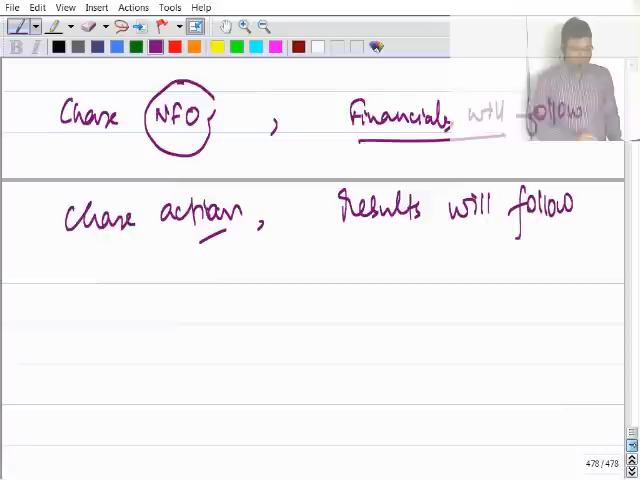 File Edit View Insert Actions Tools Help
B I
Chase NFO, Financials will follow
Chase action, Results will follow
478/478